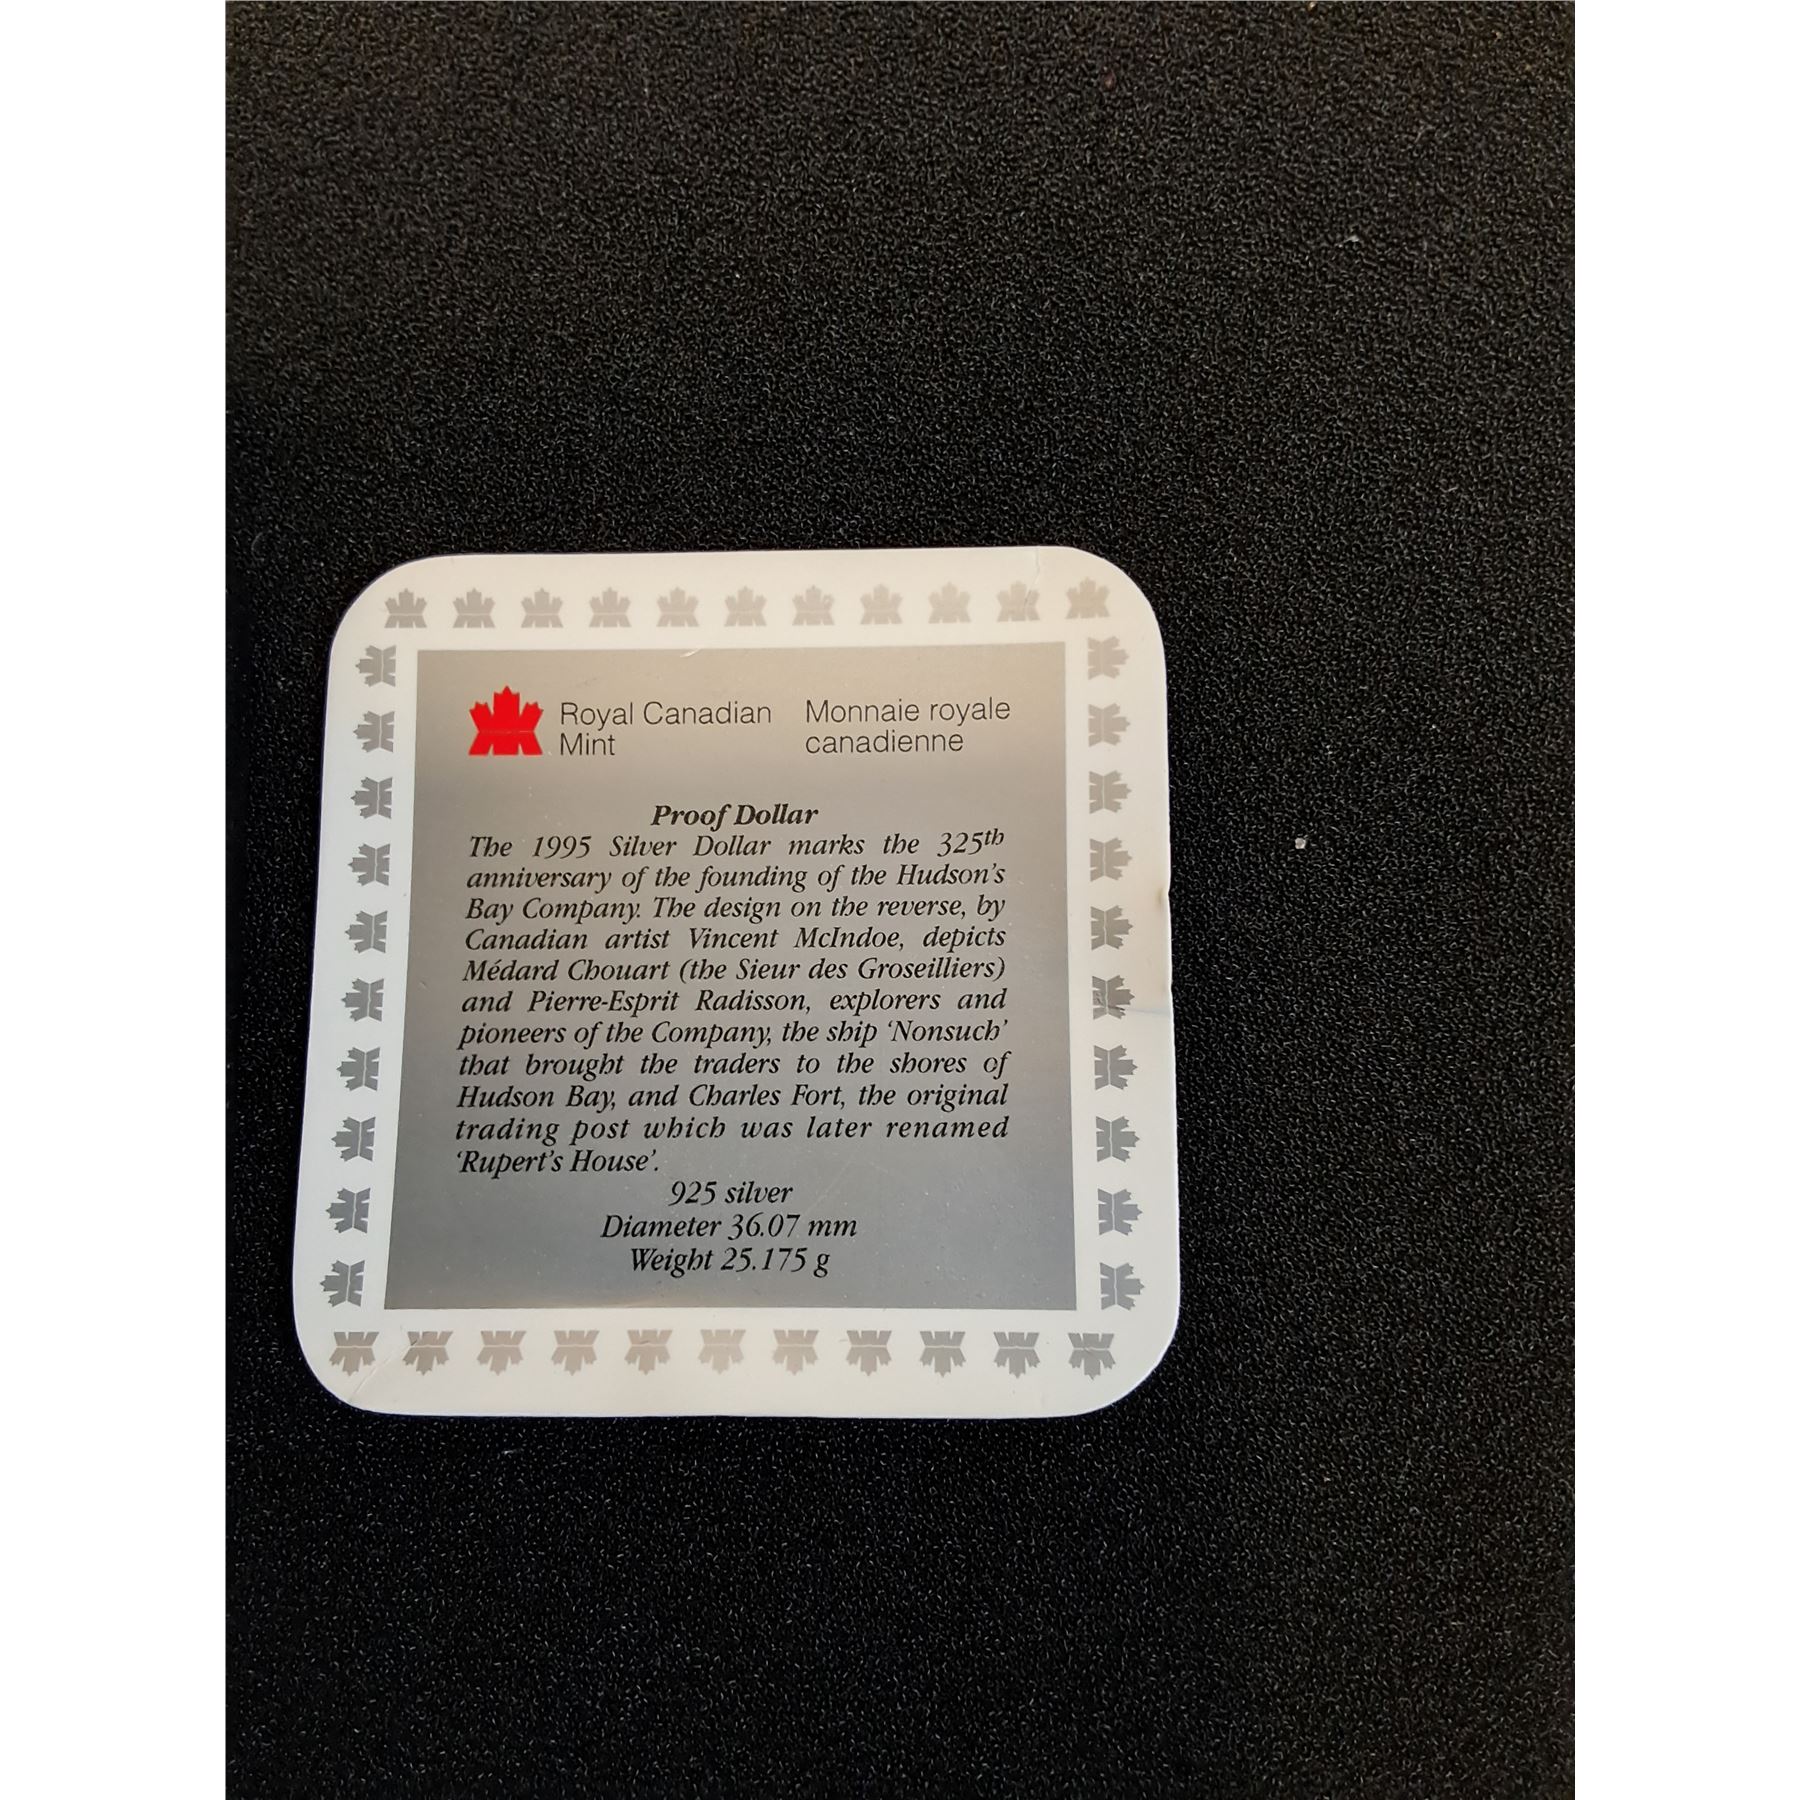 Royal Canadian Mint
Monnaie royale canadienne
Proof Dollar
The 1995 Silver Dollar marks the 325th
anniversary of the founding of the Hudson's
Bay Company. The design on the reverse, by
Canadian artist Vincent McIndoe, depicts
Médard Chouart (the Sieur des Groseilliers)
and Pierre-Esprit Radisson, explorers and
pioneers of the Company, the ship 'Nonsuch'
that brought the traders to the shores of
Hudson Bay, and Charles Fort, the original
trading post which was later renamed
'Rupert's House'.
925 silver
Diameter 36.07 mm
Weight 25.175 g